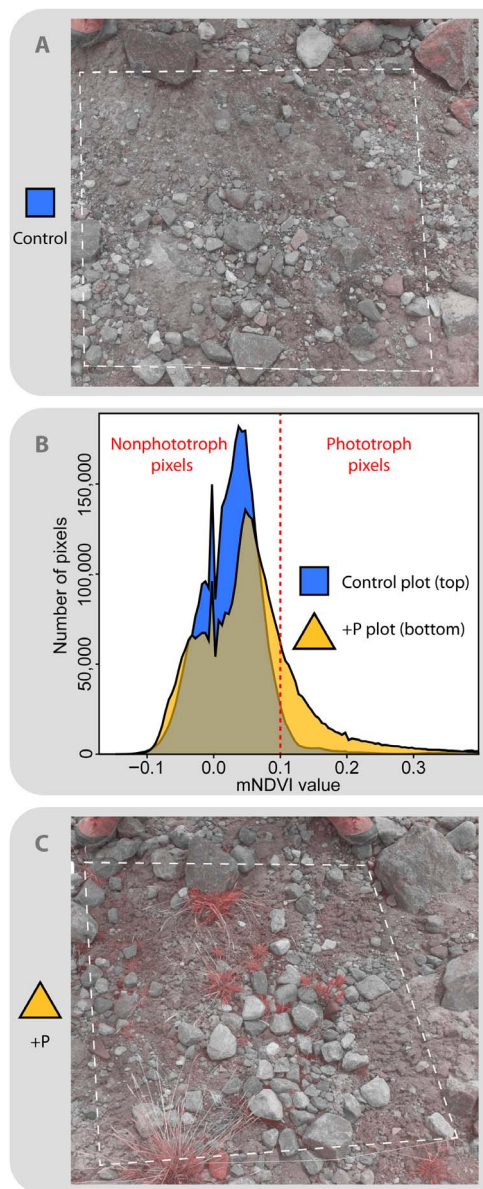 A
Control
B
Nonphototroph
pixels
Phototroph
pixels
Number of pixels
150,000
100,000
50,000
0
Control plot (top)
+P plot (bottom)
−0.1
0.0
0.1
0.2
0.3
mNDVI value
C
+P